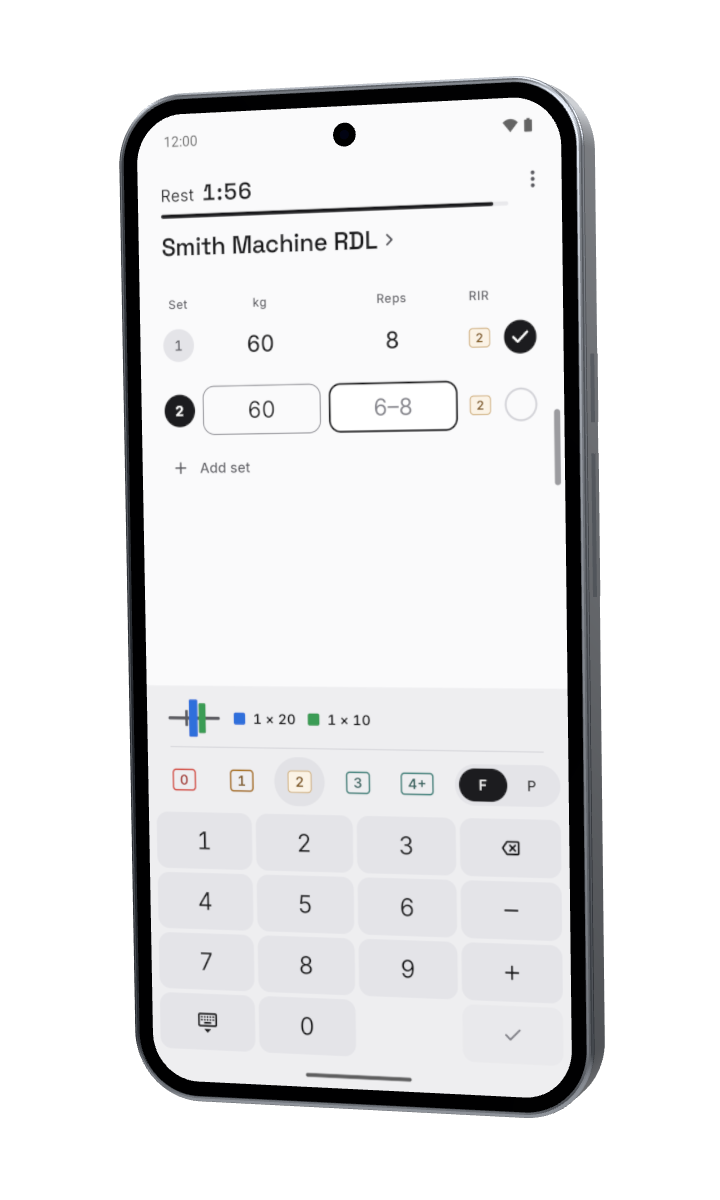 12:00
Rest 1:56
Smith Machine RDL
Set kg Reps RIR
1 60 8 2
2 60 6–8 2
+ Add set
1 × 20 1 × 10
0 1 2 3 4+ F P
1 2 3
4 5 6 −
7 8 9 +
0